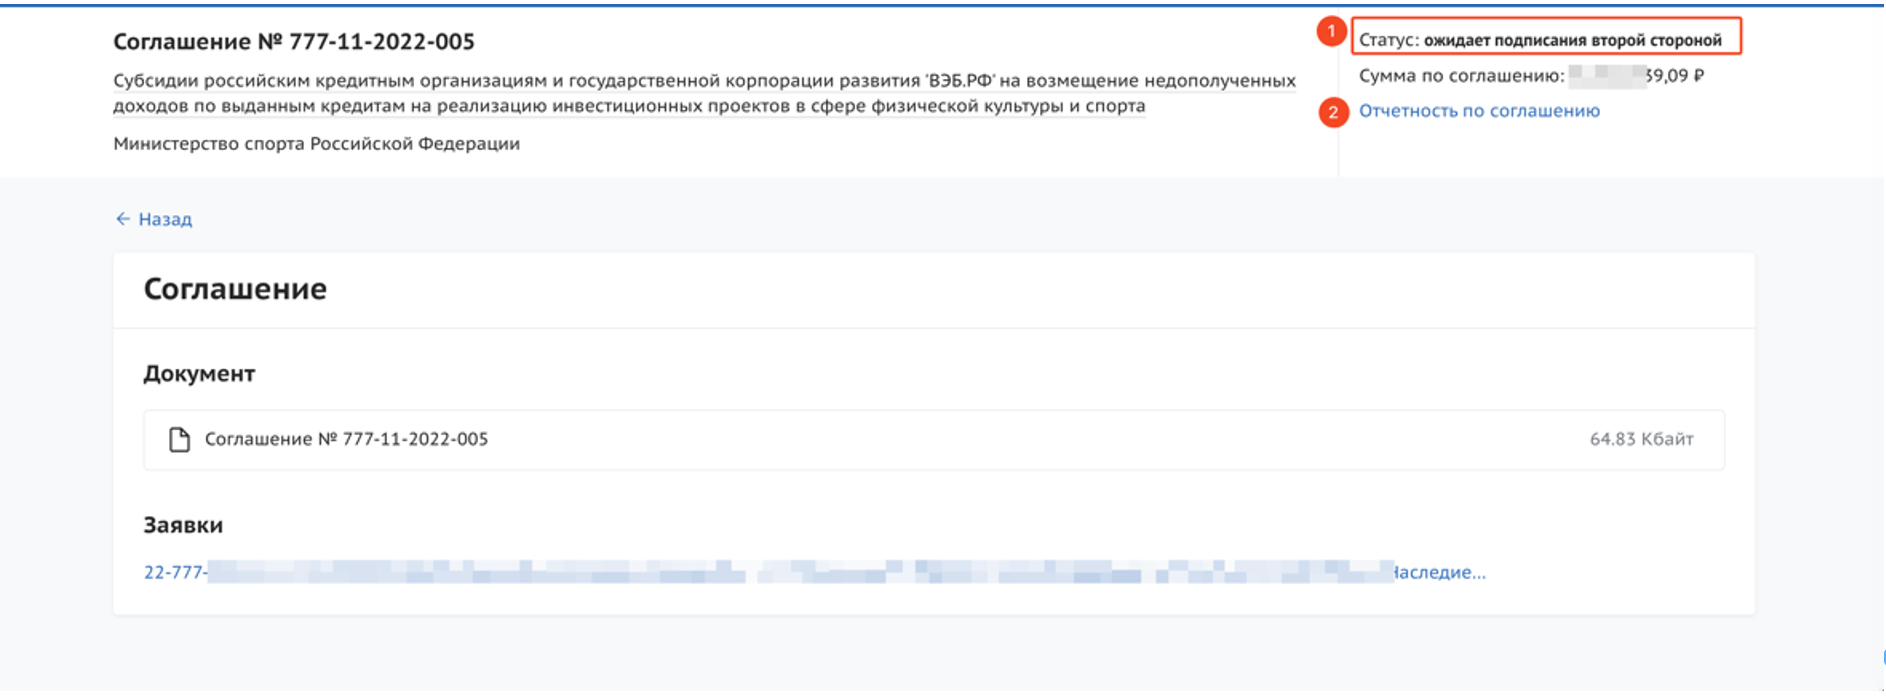 Соглашение № 777-11-2022-005
Субсидии российским кредитным организациям и государственной корпорации развития "ВЭБ.РФ" на возмещение недополученных
доходов по выданным кредитам на реализацию инвестиционных проектов в сфере физической культуры и спорта
Министерство спорта Российской Федерации
1
Статус: ожидает подписания второй стороной
Сумма по соглашению: 39,09 ₽
2
Отчетность по соглашению
← Назад
Соглашение
Документ
Соглашение № 777-11-2022-005
64.83 Кбайт
Заявки
22-777- Наследие...